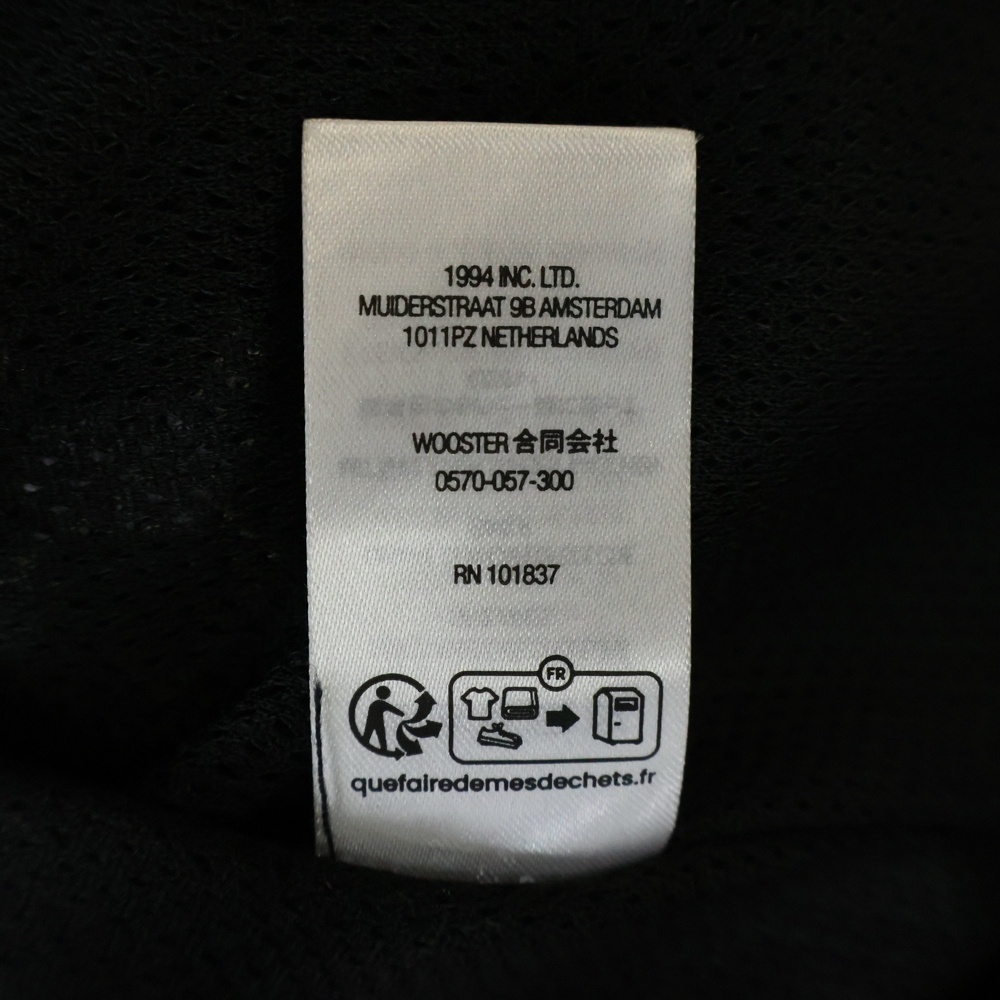 1994 INC. LTD.
MUIDERSTRAAT 9B AMSTERDAM
1011PZ NETHERLANDS
WOOSTER 合同会社
0570-057-300
RN 101837
FR
quefairedemesdechets.fr